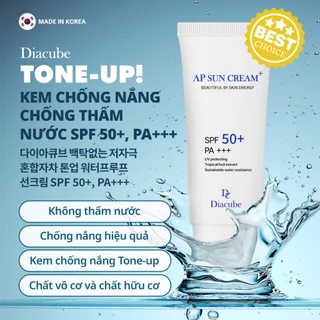 MADE IN KOREA
Diacube
TONE-UP!
KEM CHỐNG NẮNG
CHỐNG THẤM
NƯỚC SPF 50+, PA+++
다이아큐브 백탁없는 저자극
혼합자차 톤업 워터프루프
선크림 SPF 50+, PA+++
Không thấm nước
Chống nắng hiệu quả
Kem chống nắng Tone-up
Chất vô cơ và chất hữu cơ
BEST
CHOICE
AP SUN CREAM+
BEAUTIFUL BY SKIN ENERGY
SPF 50+
PA +++
UV protecting
Tropical fruit extract
Sustainable water resistance
DC
Diacube